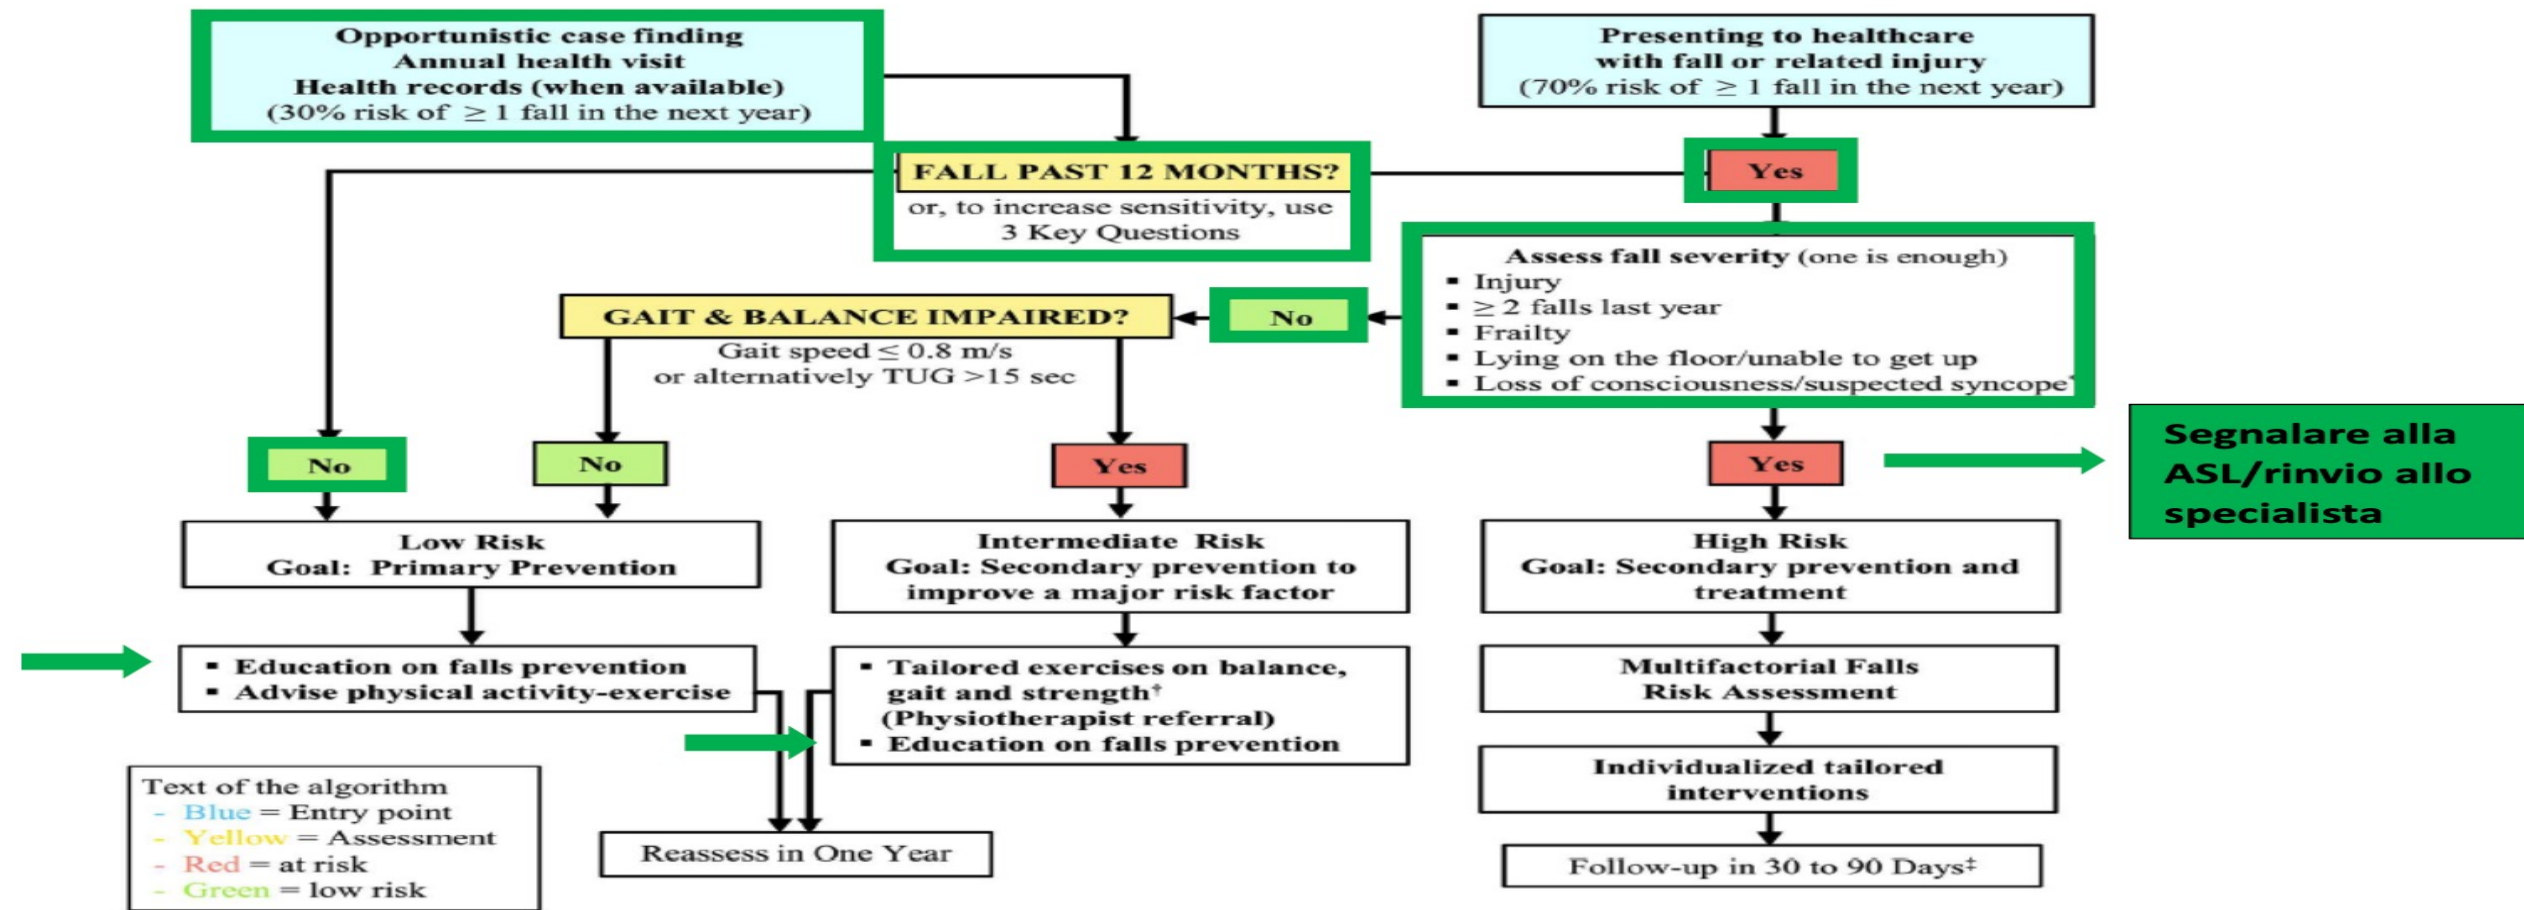 Opportunistic case finding
Annual health visit
Health records (when available)
(30% risk of ≥ 1 fall in the next year)
Presenting to healthcare
with fall or related injury
(70% risk of ≥ 1 fall in the next year)
FALL PAST 12 MONTHS?
or, to increase sensitivity, use
3 Key Questions
Yes
Assess fall severity (one is enough)
▪ Injury
▪ ≥ 2 falls last year
▪ Frailty
▪ Lying on the floor/unable to get up
▪ Loss of consciousness/suspected syncope*
No
GAIT & BALANCE IMPAIRED?
Gait speed ≤ 0.8 m/s
or alternatively TUG >15 sec
No
No
Yes
Yes
Segnalare alla
ASL/rinvio allo
specialista
Low Risk
Goal: Primary Prevention
Intermediate Risk
Goal: Secondary prevention to
improve a major risk factor
High Risk
Goal: Secondary prevention and
treatment
▪ Education on falls prevention
▪ Advise physical activity-exercise
▪ Tailored exercises on balance,
gait and strength†
(Physiotherapist referral)
▪ Education on falls prevention
Multifactorial Falls
Risk Assessment
Individualized tailored
interventions
Reassess in One Year
Follow-up in 30 to 90 Days‡
Text of the algorithm
- Blue = Entry point
- Yellow = Assessment
- Red = at risk
- Green = low risk